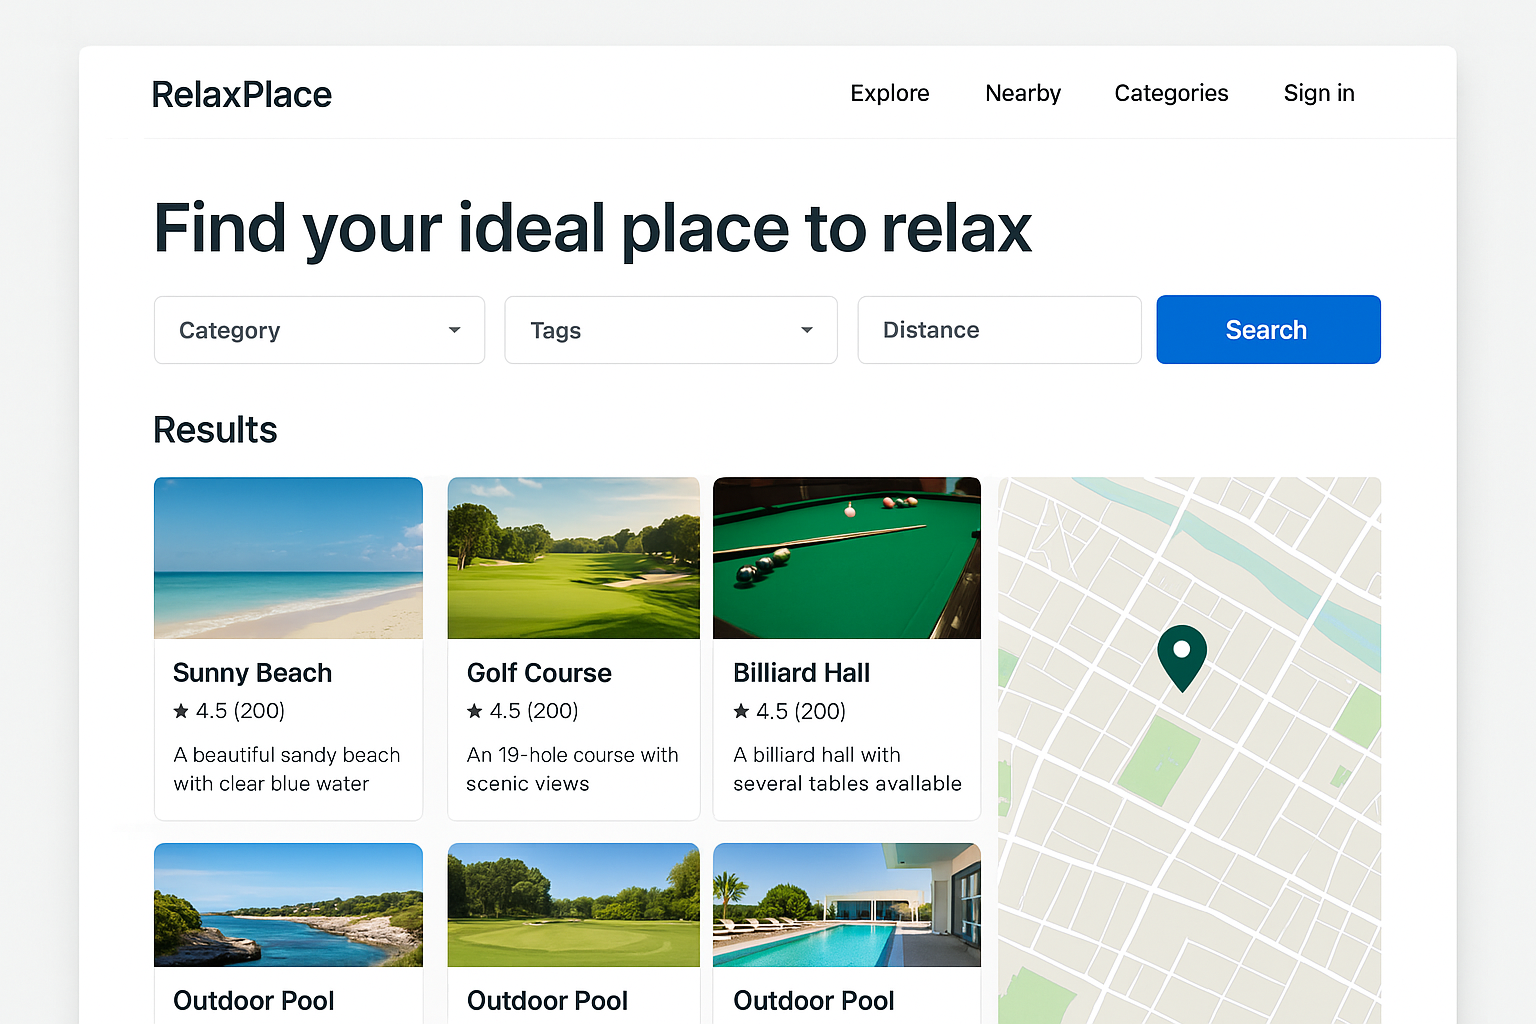 RelaxPlace
Explore
Nearby
Categories
Sign in
Find your ideal place to relax
Category
Tags
Distance
Search
Results
Sunny Beach
★ 4.5 (200)
A beautiful sandy beach
with clear blue water
Golf Course
★ 4.5 (200)
An 19-hole course with
scenic views
Billiard Hall
★ 4.5 (200)
A billiard hall with
several tables available
Outdoor Pool
Outdoor Pool
Outdoor Pool